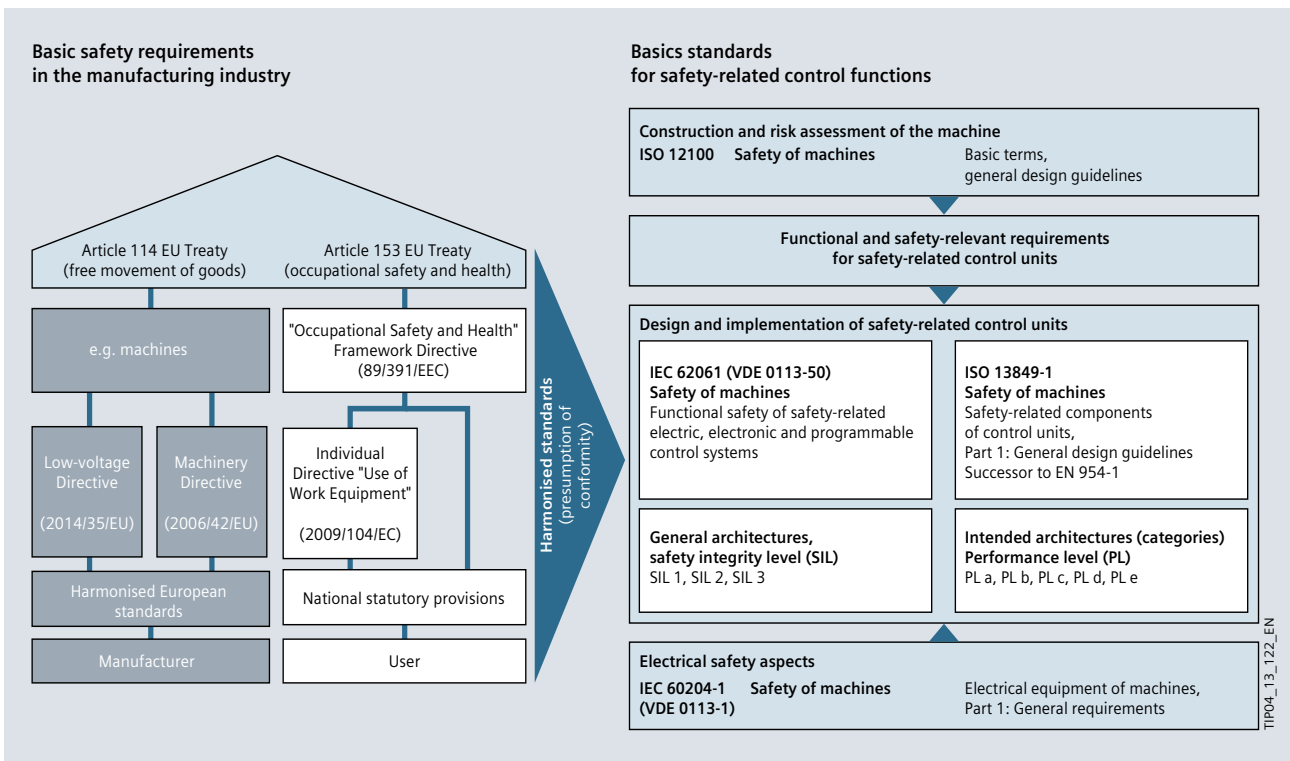 Basic safety requirements
in the manufacturing industry
Article 114 EU Treaty
(free movement of goods)
Article 153 EU Treaty
(occupational safety and health)
e.g. machines
"Occupational Safety and Health"
Framework Directive
(89/391/EEC)
Low-voltage
Directive
(2014/35/EU)
Machinery
Directive
(2006/42/EU)
Individual
Directive "Use of
Work Equipment"
(2009/104/EC)
Harmonised European
standards
National statutory provisions
Manufacturer
User
Harmonised standards
(presumption of
conformity)
Basics standards
for safety-related control functions
Construction and risk assessment of the machine
ISO 12100 Safety of machines Basic terms,
general design guidelines
Functional and safety-relevant requirements
for safety-related control units
Design and implementation of safety-related control units
IEC 62061 (VDE 0113-50)
Safety of machines
Functional safety of safety-related
electric, electronic and programmable
control systems
ISO 13849-1
Safety of machines
Safety-related components
of control units,
Part 1: General design guidelines
Successor to EN 954-1
General architectures,
safety integrity level (SIL)
SIL 1, SIL 2, SIL 3
Intended architectures (categories)
Performance level (PL)
PL a, PL b, PL c, PL d, PL e
Electrical safety aspects
IEC 60204-1 Safety of machines Electrical equipment of machines,
(VDE 0113-1) Part 1: General requirements
TIP04_13_122_EN